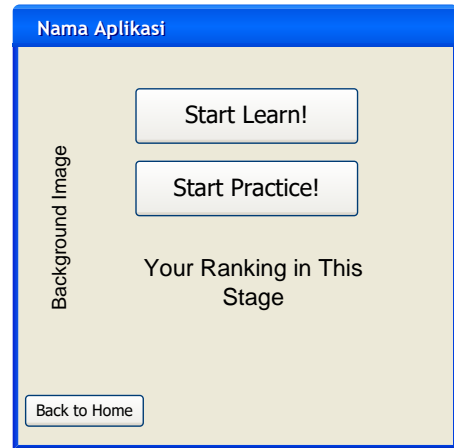 Nama Aplikasi
Start Learn!
Start Practice!
Background Image
Your Ranking in This
Stage
Back to Home